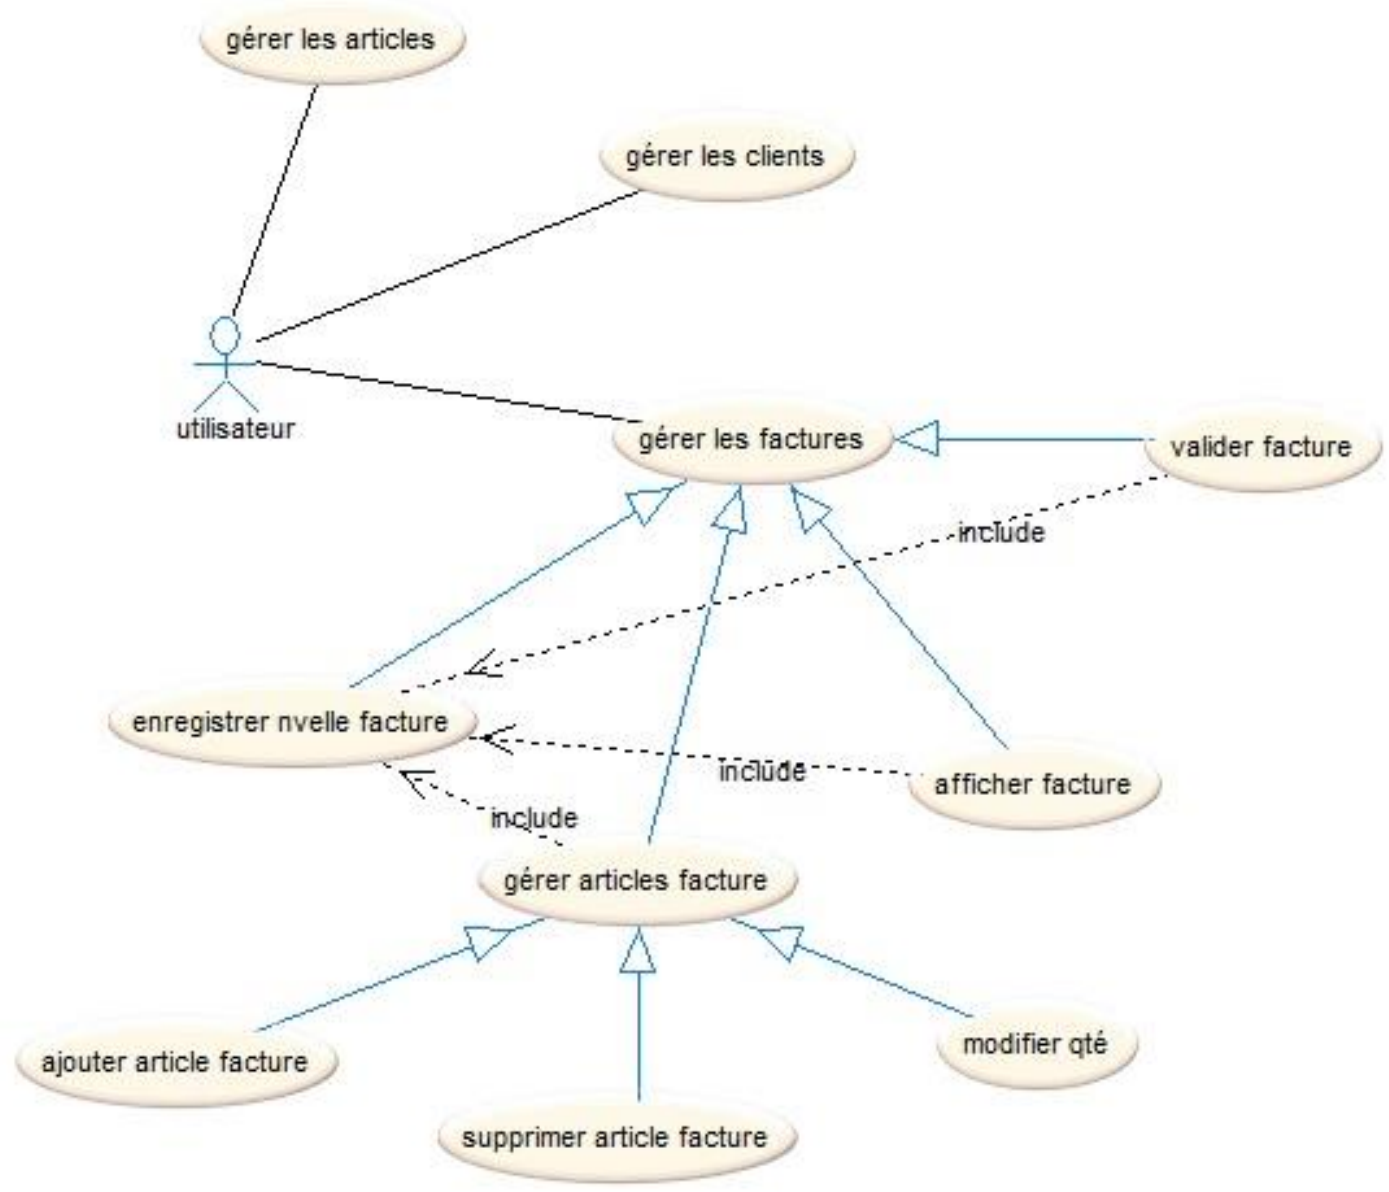 gérer les articles
gérer les clients
utilisateur
gérer les factures
valider facture
include
enregistrer nvelle facture
include
afficher facture
include
gérer articles facture
modifier qté
ajouter article facture
supprimer article facture